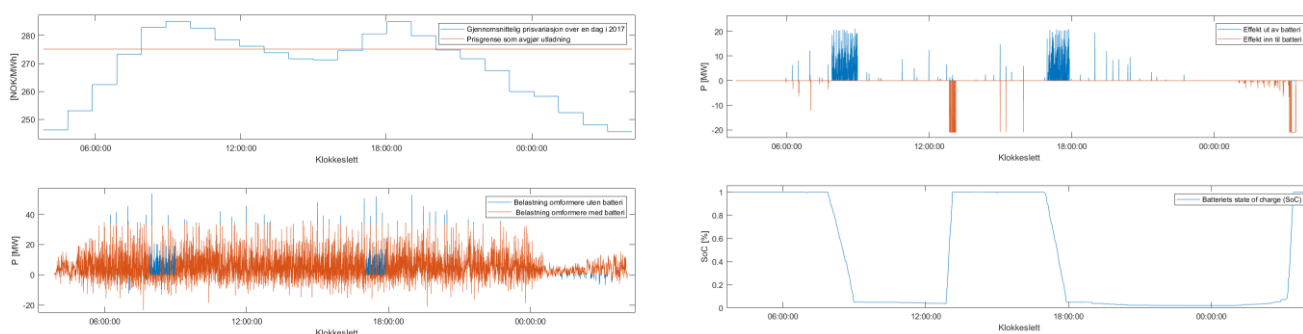 Gjennomsnittelig prisvariasjon over en dag i 2017
Prisgrense som avgjør utladning
280
270
260
250
[NOK/MWh]
06:00:00 12:00:00 18:00:00 00:00:00
Klokkeslett
Effekt ut av batteri
Effekt inn til batteri
20
10
0
-10
-20
P [MW]
06:00:00 12:00:00 18:00:00 00:00:00
Klokkeslett
Belastning omformere uten batteri
Belastning omformere med batteri
40
20
0
-20
P [MW]
06:00:00 12:00:00 18:00:00 00:00:00
Klokkeslett
Batteriets state of charge (SoC)
1
0.8
0.6
0.4
0.2
0
SoC [%]
06:00:00 12:00:00 18:00:00 00:00:00
Klokkeslett